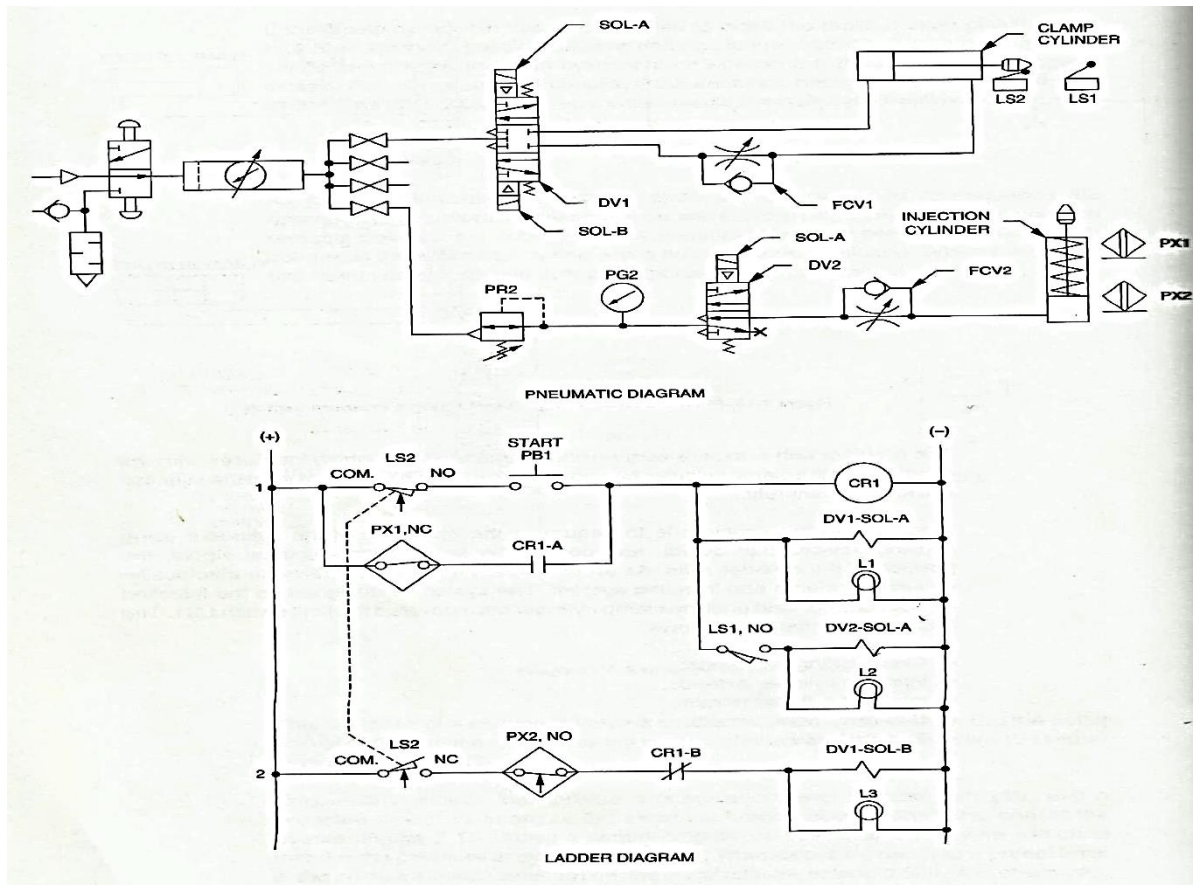 SOL-A
CLAMP
CYLINDER
LS2
LS1
DV1
FCV1
SOL-B
SOL-A
INJECTION
CYLINDER
PX1
DV2
FCV2
PG2
PR2
PX2
PNEUMATIC DIAGRAM
(+)
(-)
LS2
START
PB1
COM.
NO
1
CR1
PX1,NC
CR1-A
DV1-SOL-A
L1
LS1, NO
DV2-SOL-A
L2
LS2
PX2, NO
CR1-B
DV1-SOL-B
2
COM.
NC
L3
LADDER DIAGRAM